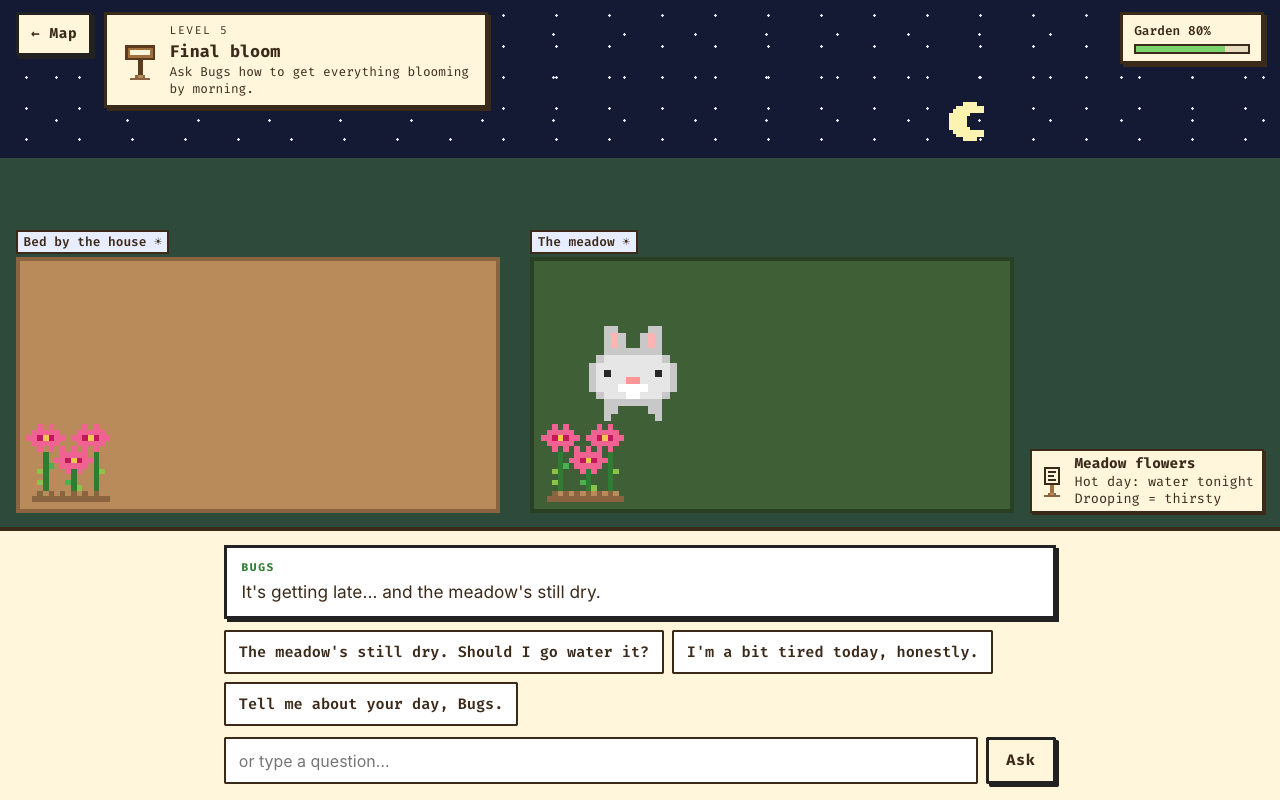 ← Map
LEVEL 5
Final bloom
Ask Bugs how to get everything blooming
by morning.
Garden 80%
Bed by the house ☀
The meadow ☀
Meadow flowers
Hot day: water tonight
Drooping = thirsty
BUGS
It's getting late… and the meadow's still dry.
The meadow's still dry. Should I go water it?
I'm a bit tired today, honestly.
Tell me about your day, Bugs.
or type a question…
Ask